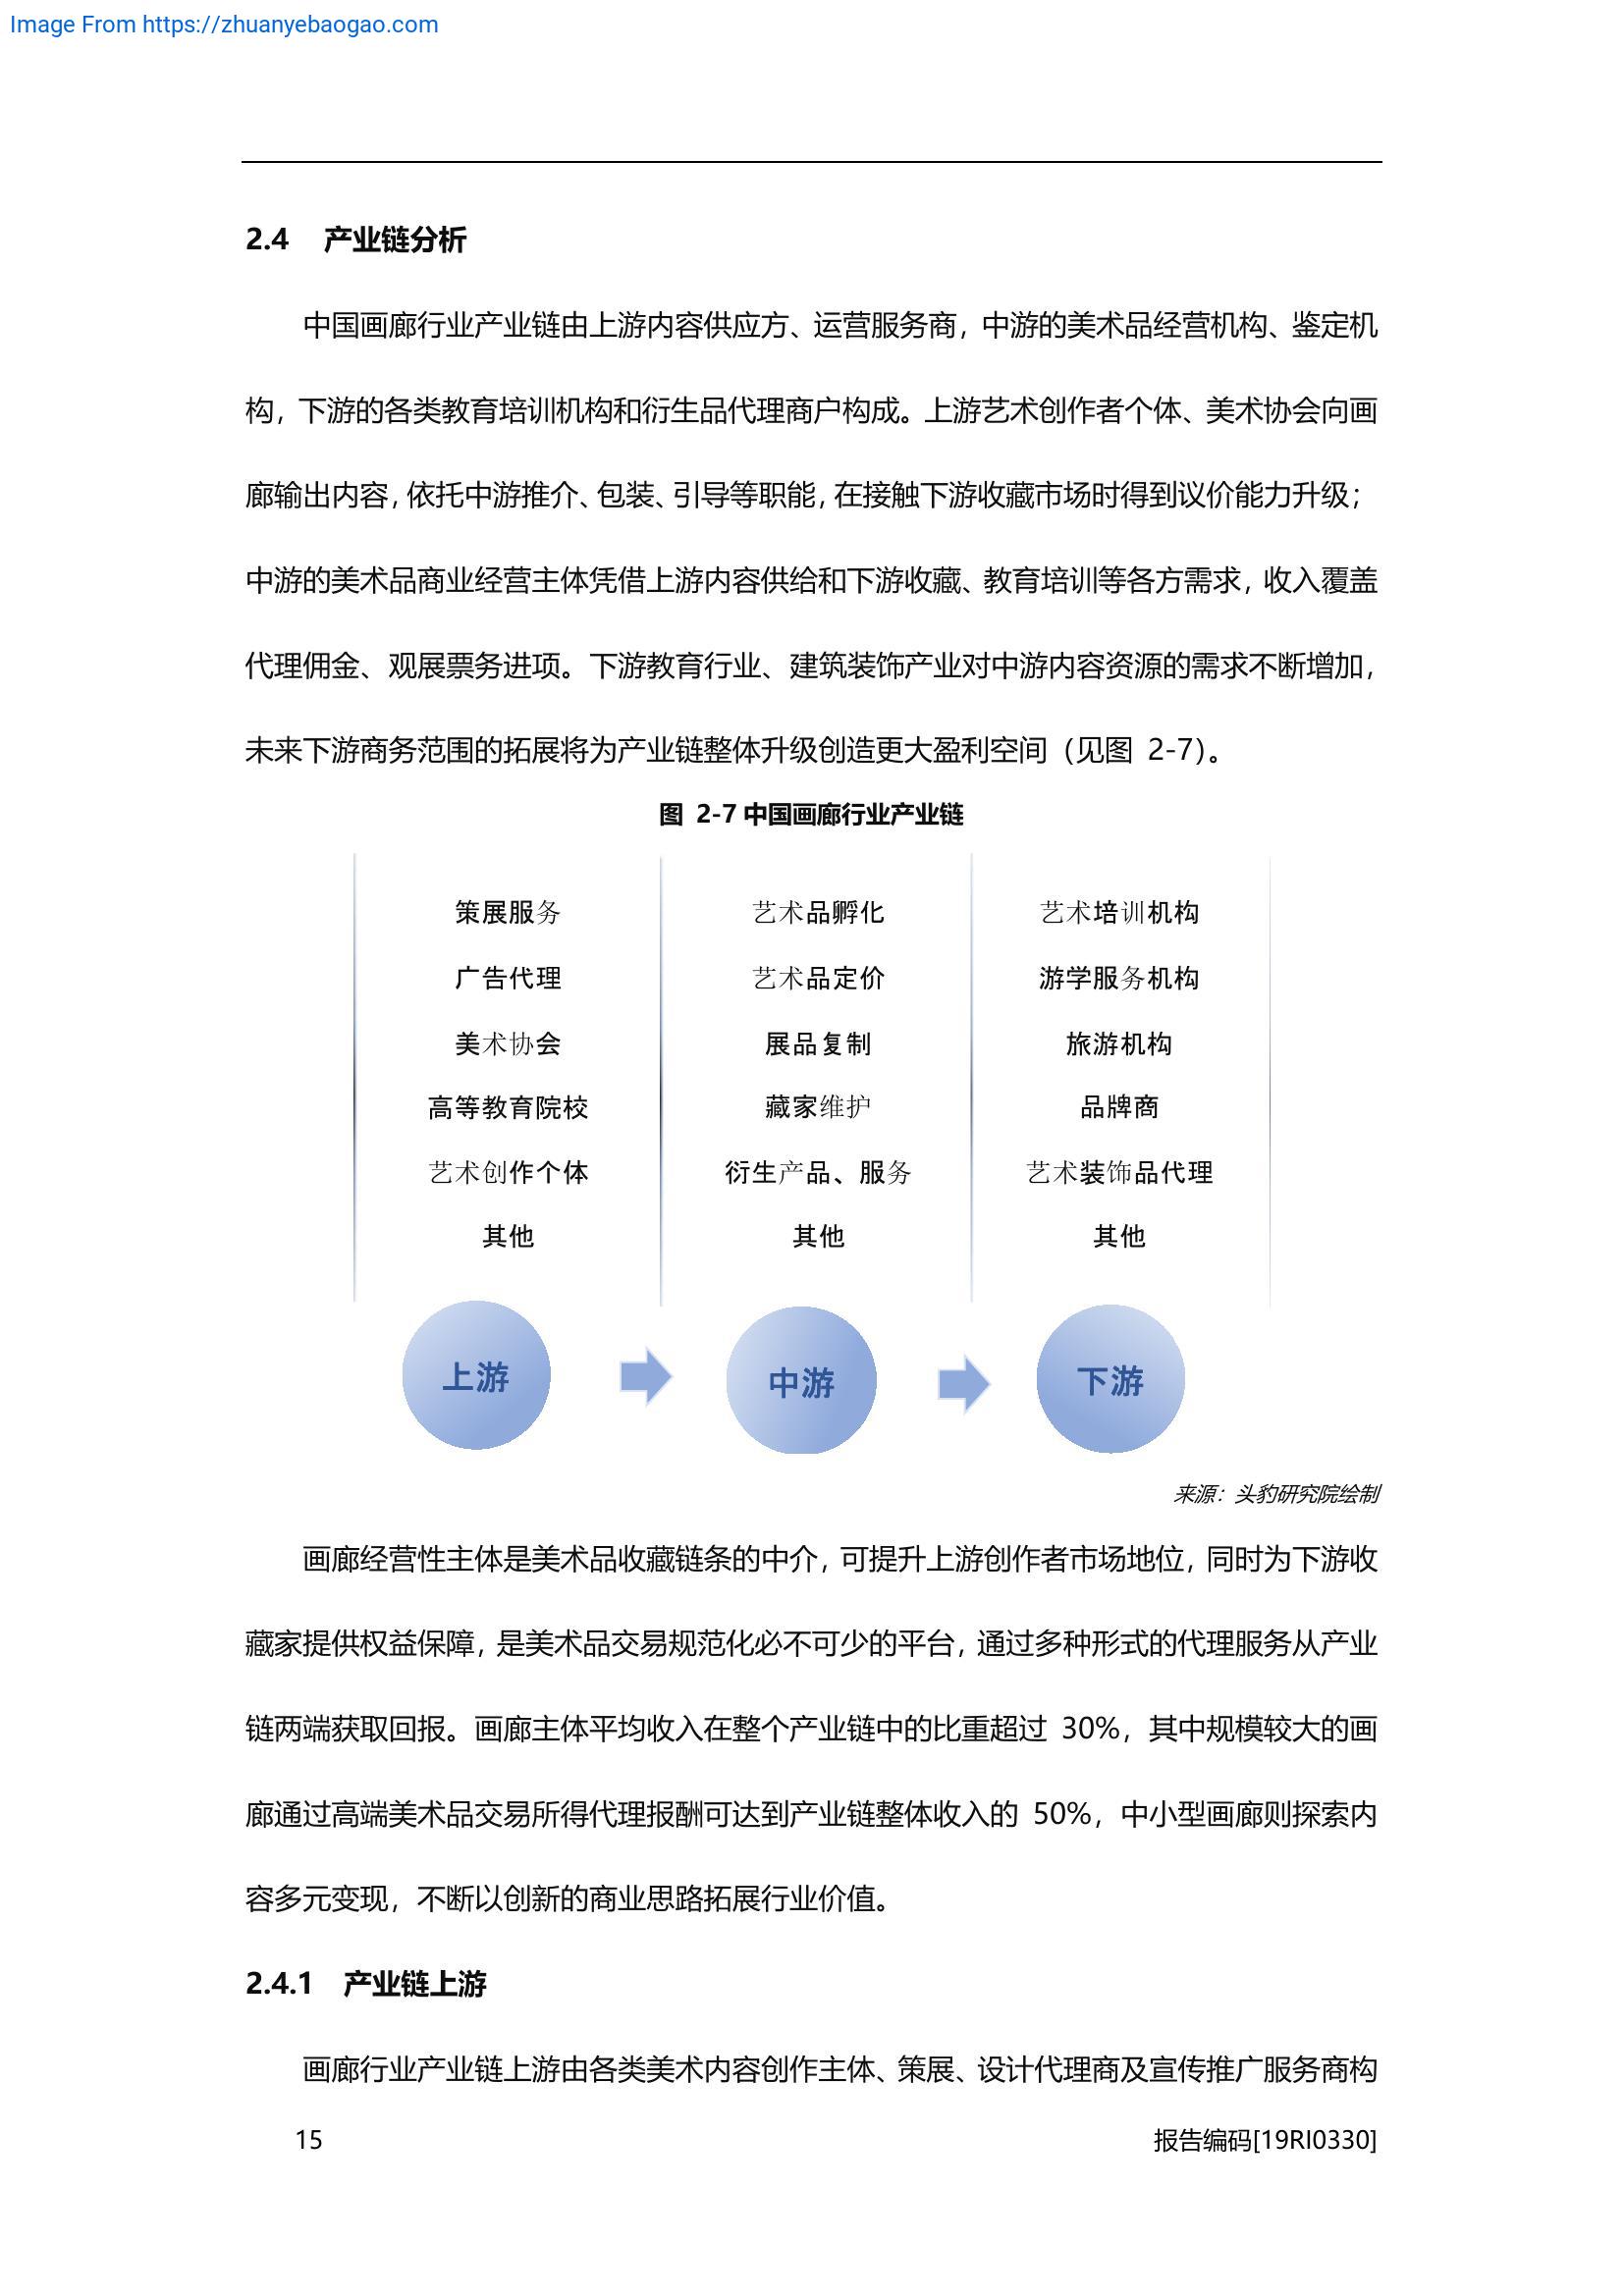 Image From https://zhuanyebaogao.com
2.4 产业链分析
中国画廊行业产业链由上游内容供应方、运营服务商，中游的美术品经营机构、鉴定机
构，下游的各类教育培训机构和衍生品代理商户构成。上游艺术创作者个体、美术协会向画
廊输出内容，依托中游推介、包装、引导等职能，在接触下游收藏市场时得到议价能力升级；
中游的美术品商业经营主体凭借上游内容供给和下游收藏、教育培训等各方需求，收入覆盖
代理佣金、观展票务进项。下游教育行业、建筑装饰产业对中游内容资源的需求不断增加，
未来下游商务范围的拓展将为产业链整体升级创造更大盈利空间（见图 2-7）。
图 2-7 中国画廊行业产业链
策展服务
广告代理
美术协会
高等教育院校
艺术创作个体
其他
艺术品孵化
艺术品定价
展品复制
藏家维护
衍生产品、服务
其他
艺术培训机构
游学服务机构
旅游机构
品牌商
艺术装饰品代理
其他
上游
中游
下游
来源：头豹研究院绘制
画廊经营性主体是美术品收藏链条的中介，可提升上游创作者市场地位，同时为下游收
藏家提供权益保障，是美术品交易规范化必不可少的平台，通过多种形式的代理服务从产业
链两端获取回报。画廊主体平均收入在整个产业链中的比重超过 30%，其中规模较大的画
廊通过高端美术品交易所得代理报酬可达到产业链整体收入的 50%，中小型画廊则探索内
容多元变现，不断以创新的商业思路拓展行业价值。
2.4.1 产业链上游
画廊行业产业链上游由各类美术内容创作主体、策展、设计代理商及宣传推广服务商构
15
报告编码[19RI0330]